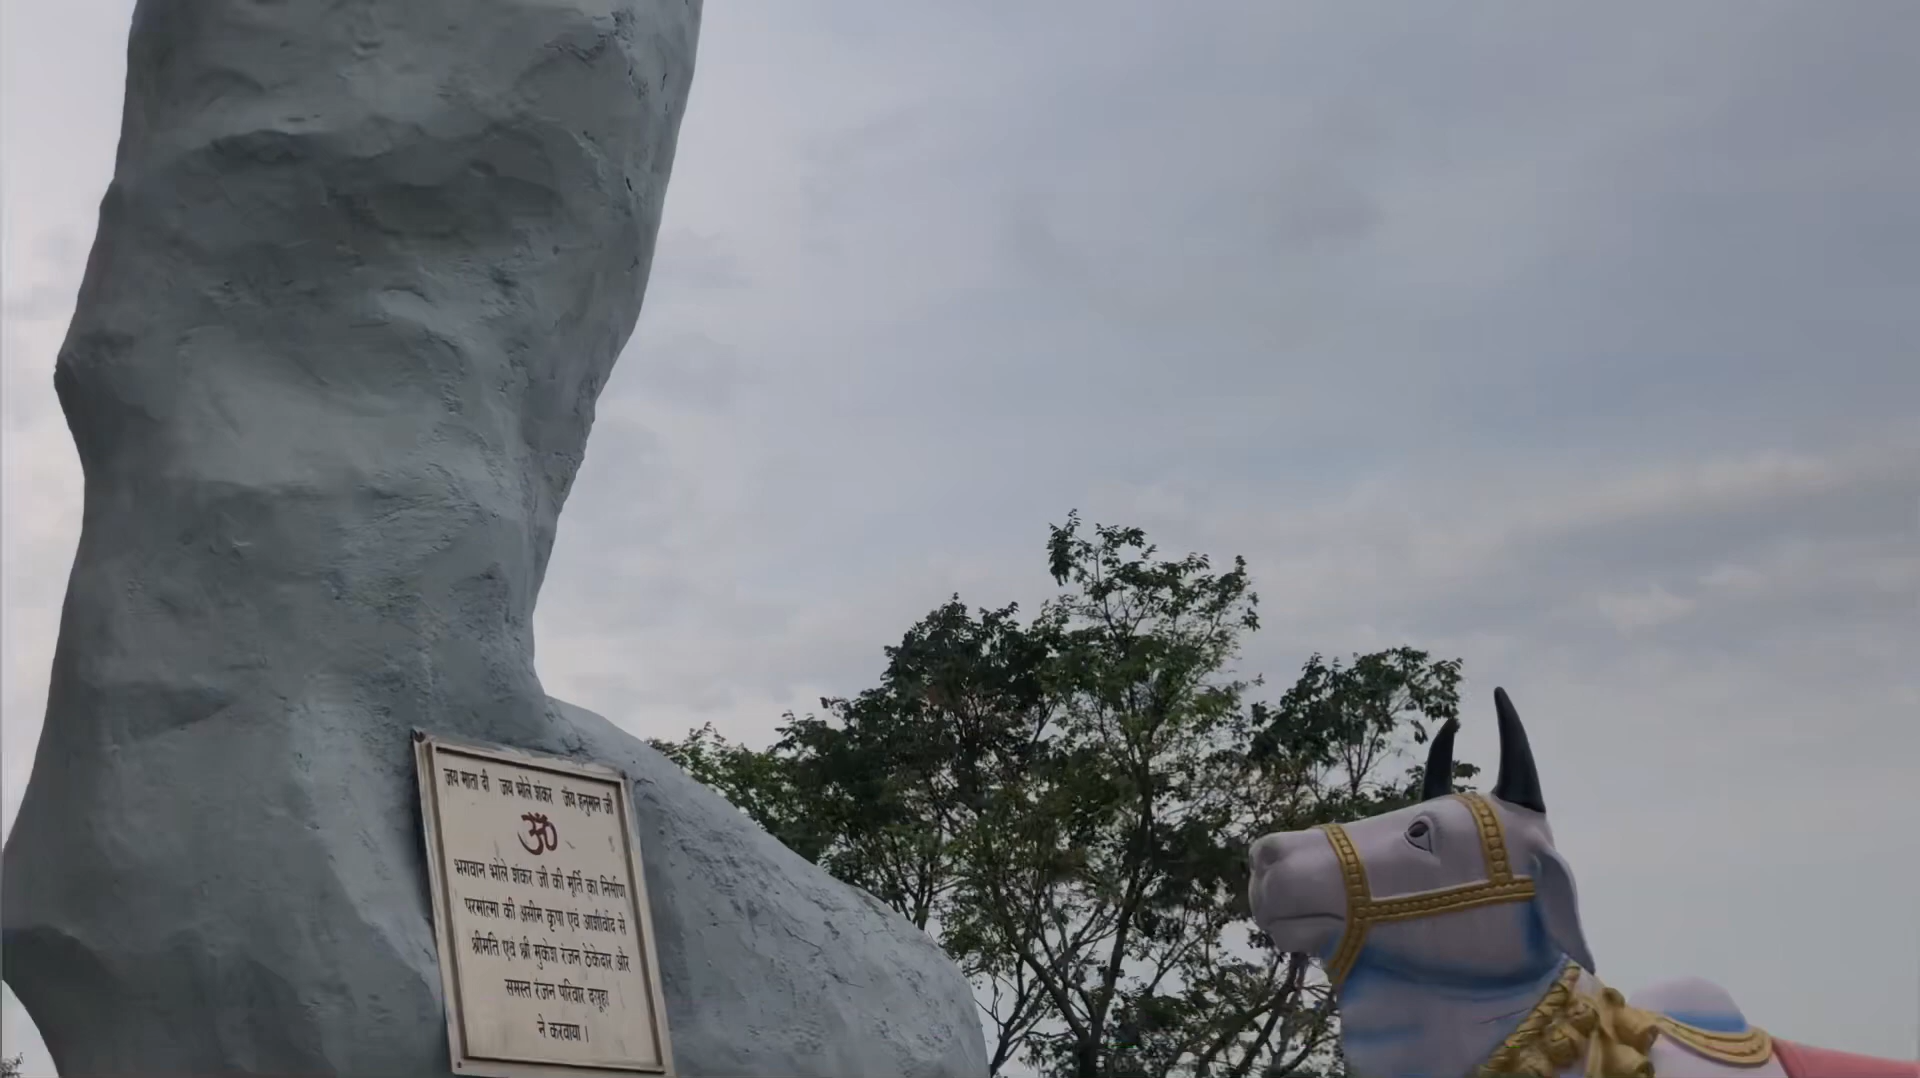 जय माता दी जय भोले शंकर जय हनुमान जी
ॐ
भगवान भोले शंकर जी की मूर्ति का निर्माण
परमात्मा की असीम कृपा एवं आशीर्वाद से
श्रीमति एवं श्री मुकेश रंजन ठेकेदार और
समस्त रंजन परिवार दसूहा
ने करवाया।